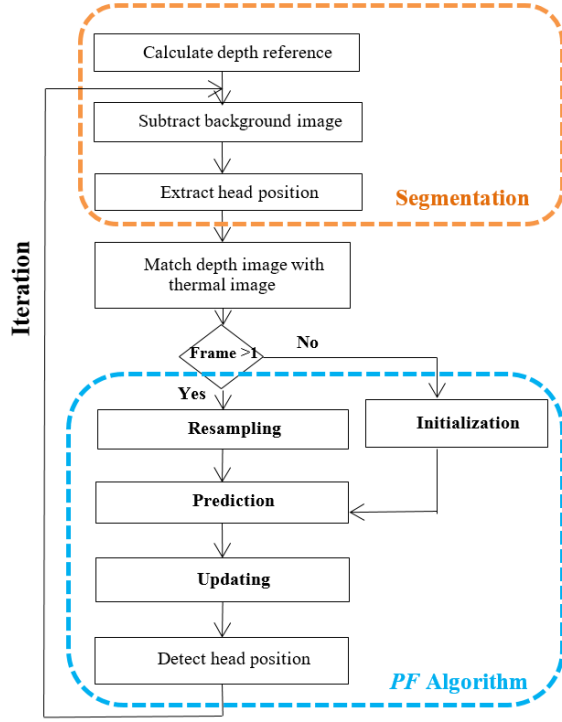 Calculate depth reference
Subtract background image
Extract head position
Segmentation
Match depth image with
thermal image
Iteration
Frame >1
No
Yes
Resampling
Initialization
Prediction
Updating
Detect head position
PF Algorithm